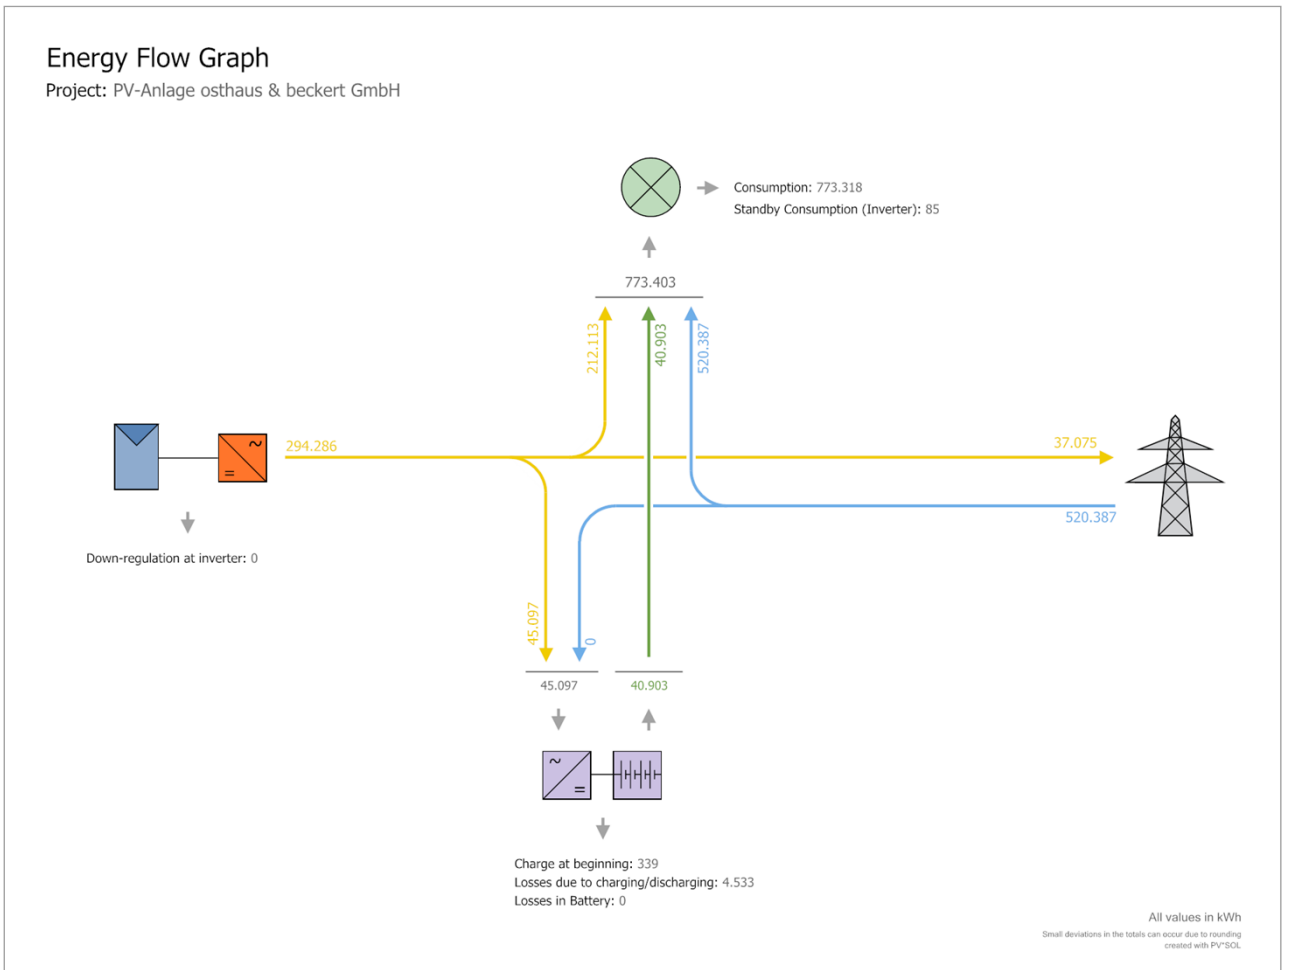 Energy Flow Graph
Project: PV-Anlage osthaus & beckert GmbH
Consumption: 773.318
Standby Consumption (Inverter): 85
773.403
212.113
40.903
520.387
294.286
37.075
520.387
Down-regulation at inverter: 0
45.097
0
45.097
40.903
Charge at beginning: 339
Losses due to charging/discharging: 4.533
Losses in Battery: 0
All values in kWh
Small deviations in the totals can occur due to rounding
created with PV*SOL